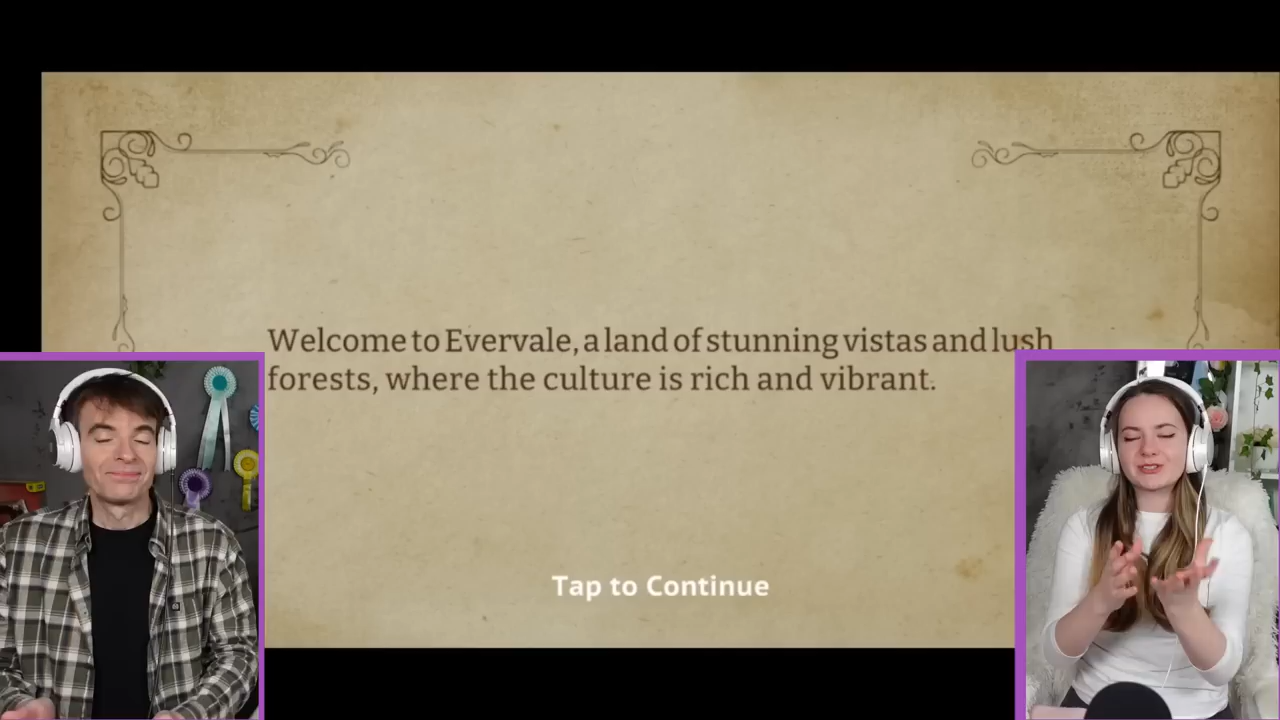 Welcome to Evervale, a land of stunning vistas and lush
forests, where the culture is rich and vibrant.
Tap to Continue